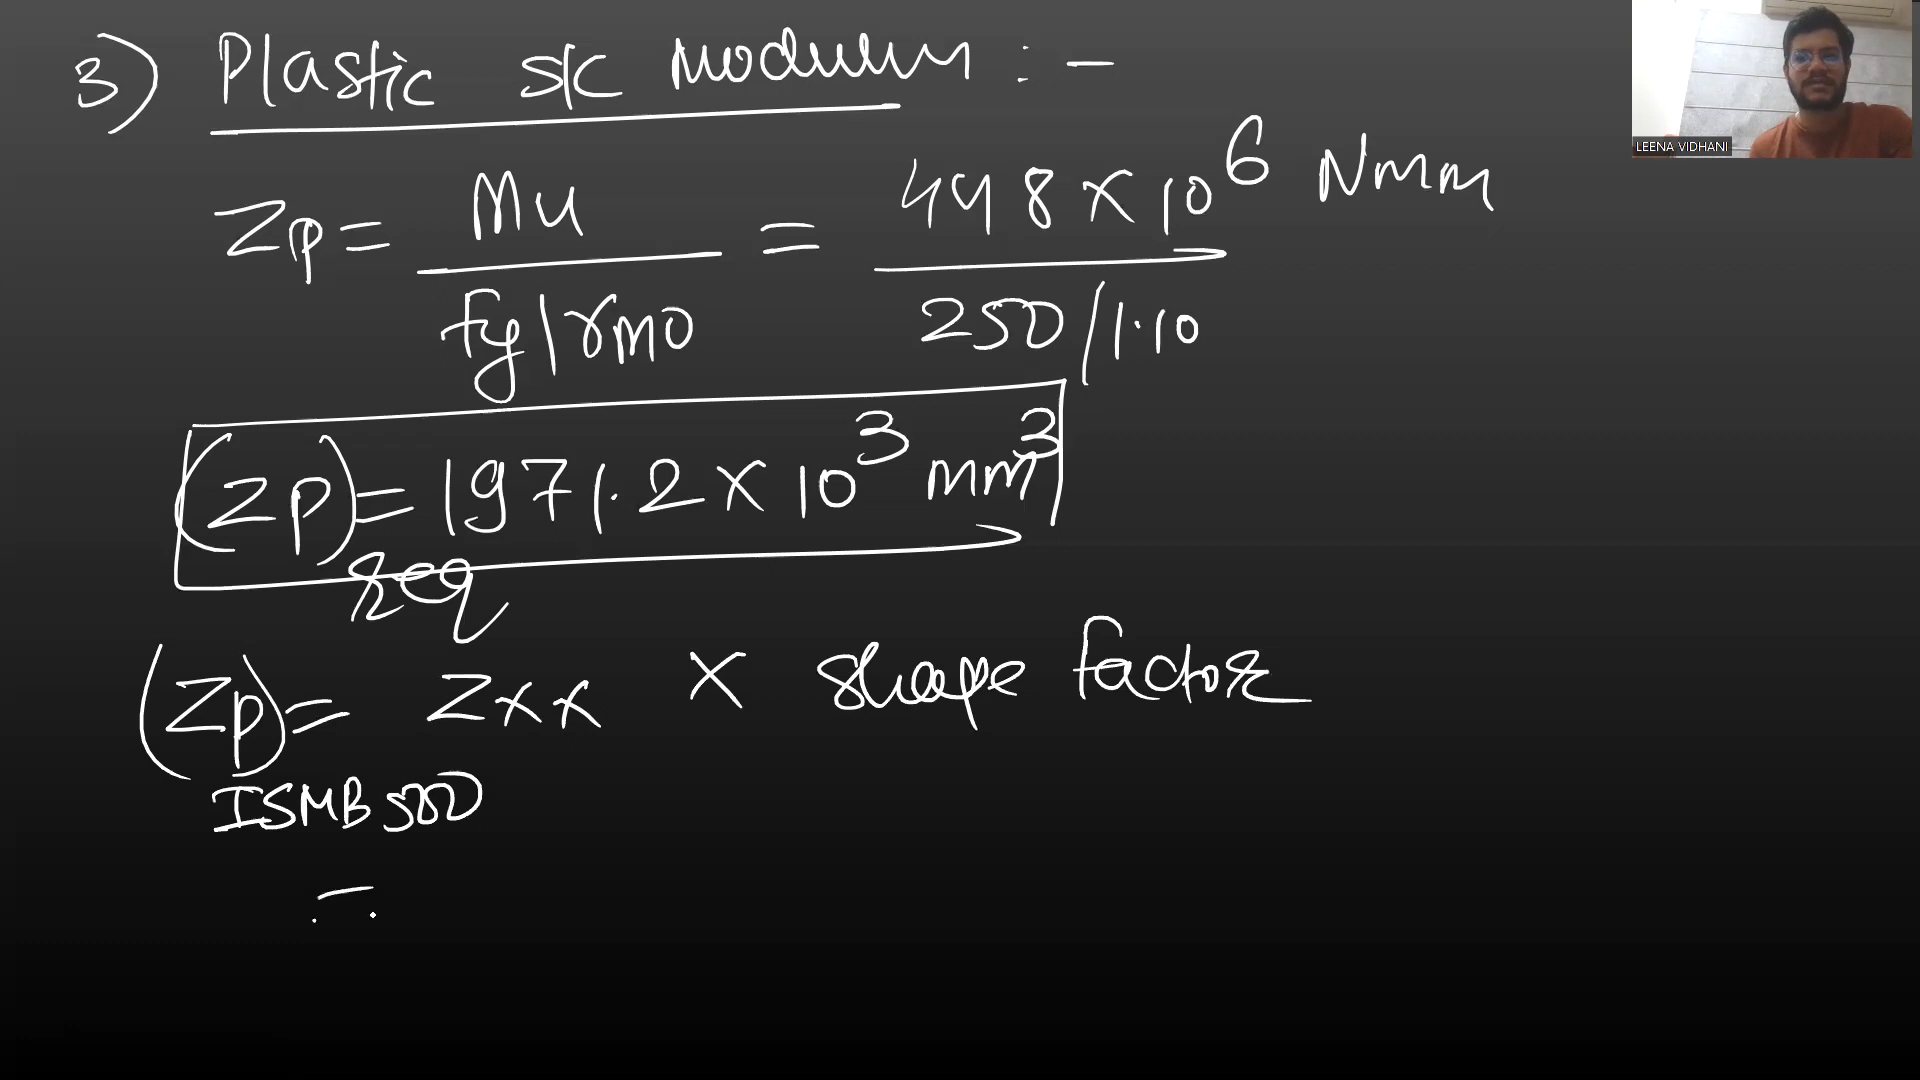 3) Plastic s/c Modulus : -
LEENA VIDHANI
Zp = Mu / fy/γmo = 448 × 10^6 Nmm / 250/1.10
(Zp)req = 1971.2 × 10^3 mm^3
(Zp) ISMB 500 = Zxx × shape factor
=